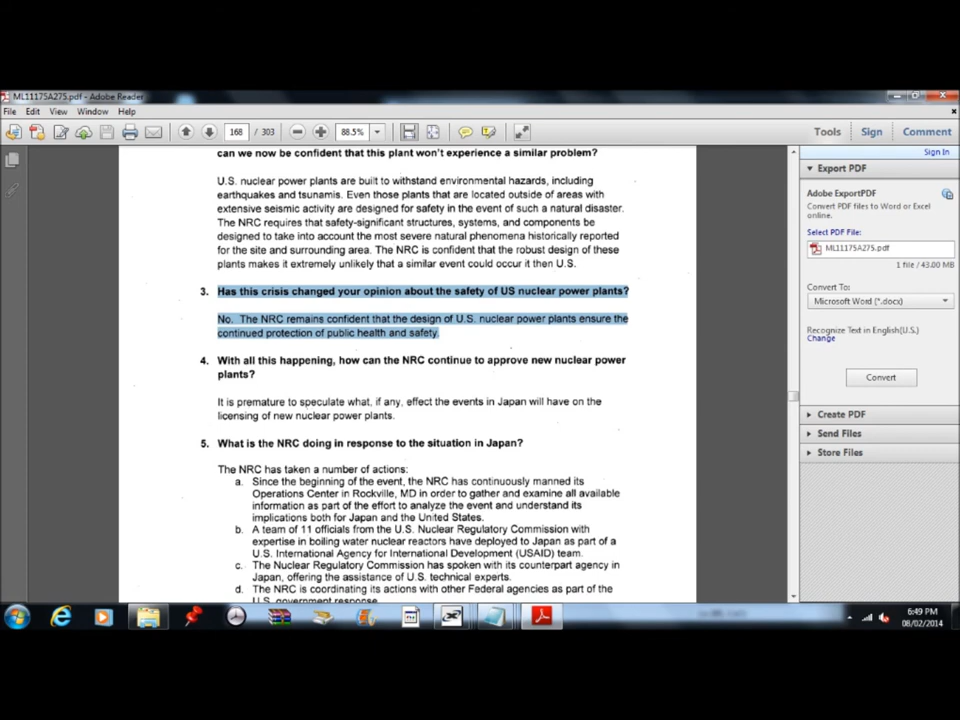 ML11175A275.pdf - Adobe Reader
File Edit View Window Help
168 / 303 88.5% Tools Sign Comment
Sign In
can we now be confident that this plant won't experience a similar problem?
U.S. nuclear power plants are built to withstand environmental hazards, including
earthquakes and tsunamis. Even those plants that are located outside of areas with
extensive seismic activity are designed for safety in the event of such a natural disaster.
The NRC requires that safety-significant structures, systems, and components be
designed to take into account the most severe natural phenomena historically reported
for the site and surrounding area. The NRC is confident that the robust design of these
plants makes it extremely unlikely that a similar event could occur it then U.S.
3. Has this crisis changed your opinion about the safety of US nuclear power plants?
No. The NRC remains confident that the design of U.S. nuclear power plants ensure the
continued protection of public health and safety.
4. With all this happening, how can the NRC continue to approve new nuclear power
plants?
It is premature to speculate what, if any, effect the events in Japan will have on the
licensing of new nuclear power plants.
5. What is the NRC doing in response to the situation in Japan?
The NRC has taken a number of actions:
a. Since the beginning of the event, the NRC has continuously manned its
Operations Center in Rockville, MD in order to gather and examine all available
information as part of the effort to analyze the event and understand its
implications both for Japan and the United States.
b. A team of 11 officials from the U.S. Nuclear Regulatory Commission with
expertise in boiling water nuclear reactors have deployed to Japan as part of a
U.S. International Agency for International Development (USAID) team.
c. The Nuclear Regulatory Commission has spoken with its counterpart agency in
Japan, offering the assistance of U.S. technical experts.
d. The NRC is coordinating its actions with other Federal agencies as part of the
U.S. government response.
Export PDF
Adobe ExportPDF
Convert PDF files to Word or Excel
online.
Select PDF File:
ML11175A275.pdf
1 file / 43.00 MB
Convert To:
Microsoft Word (*.docx)
Recognize Text in English(U.S.)
Change
Convert
Create PDF
Send Files
Store Files
6:49 PM
08/02/2014